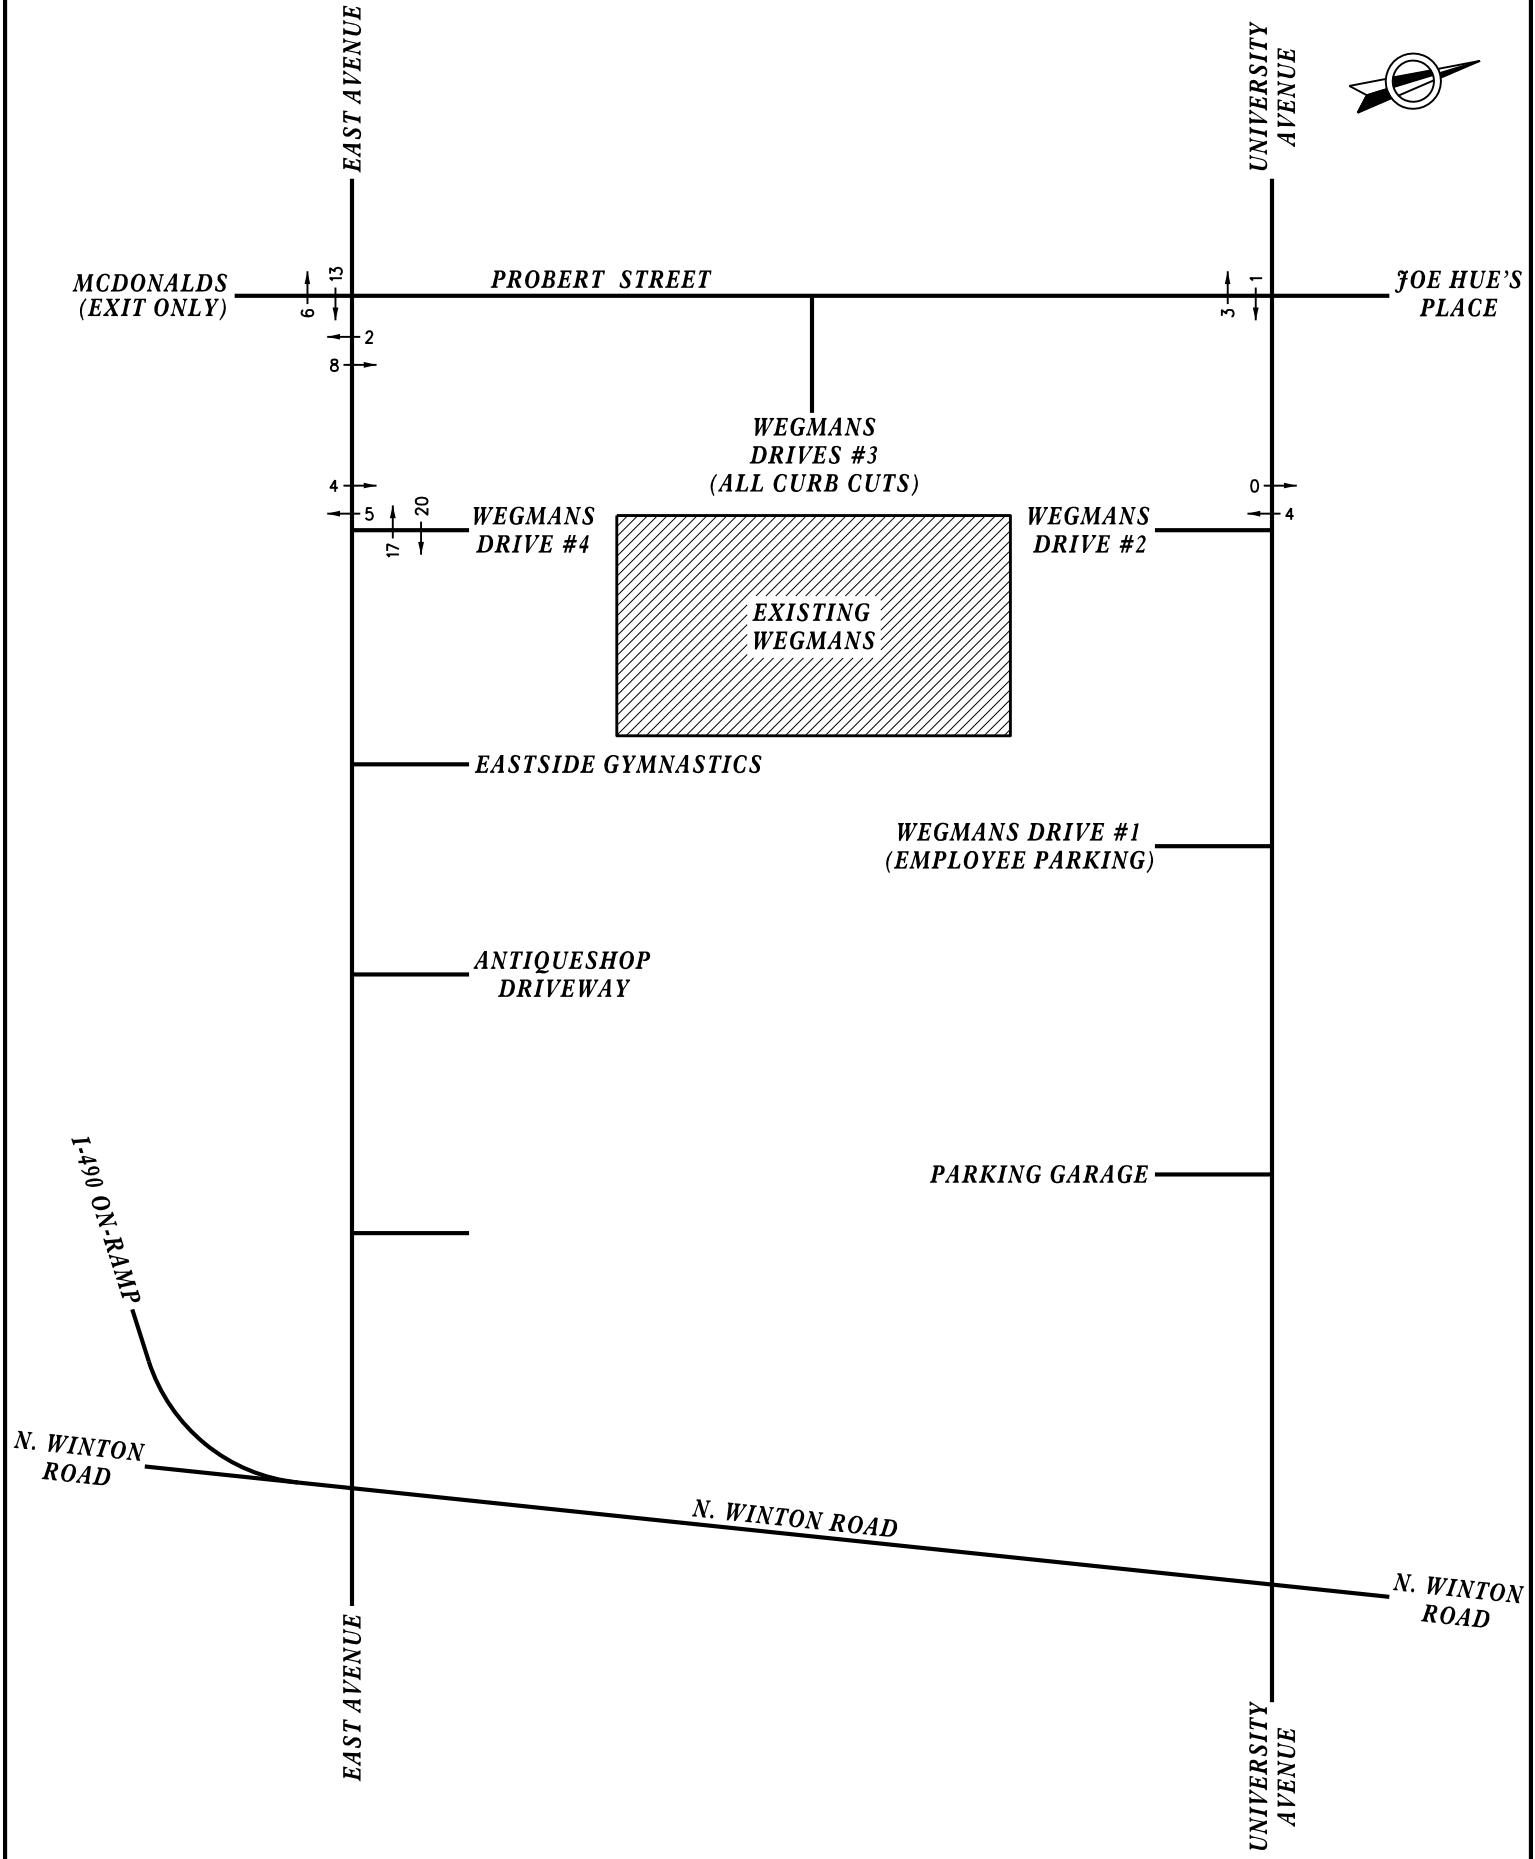 EAST AVENUE
UNIVERSITY
AVENUE
MCDONALDS
(EXIT ONLY)
6
13
PROBERT STREET
3
1
JOE HUE'S
PLACE
2
8
WEGMANS
DRIVES #3
(ALL CURB CUTS)
4
5
17
20
WEGMANS
DRIVE #4
WEGMANS
DRIVE #2
0
4
EXISTING
WEGMANS
EASTSIDE GYMNASTICS
WEGMANS DRIVE #1
(EMPLOYEE PARKING)
ANTIQUESHOP
DRIVEWAY
PARKING GARAGE
I-490 ON-RAMP
N. WINTON
ROAD
N. WINTON ROAD
N. WINTON
ROAD
EAST AVENUE
UNIVERSITY
AVENUE